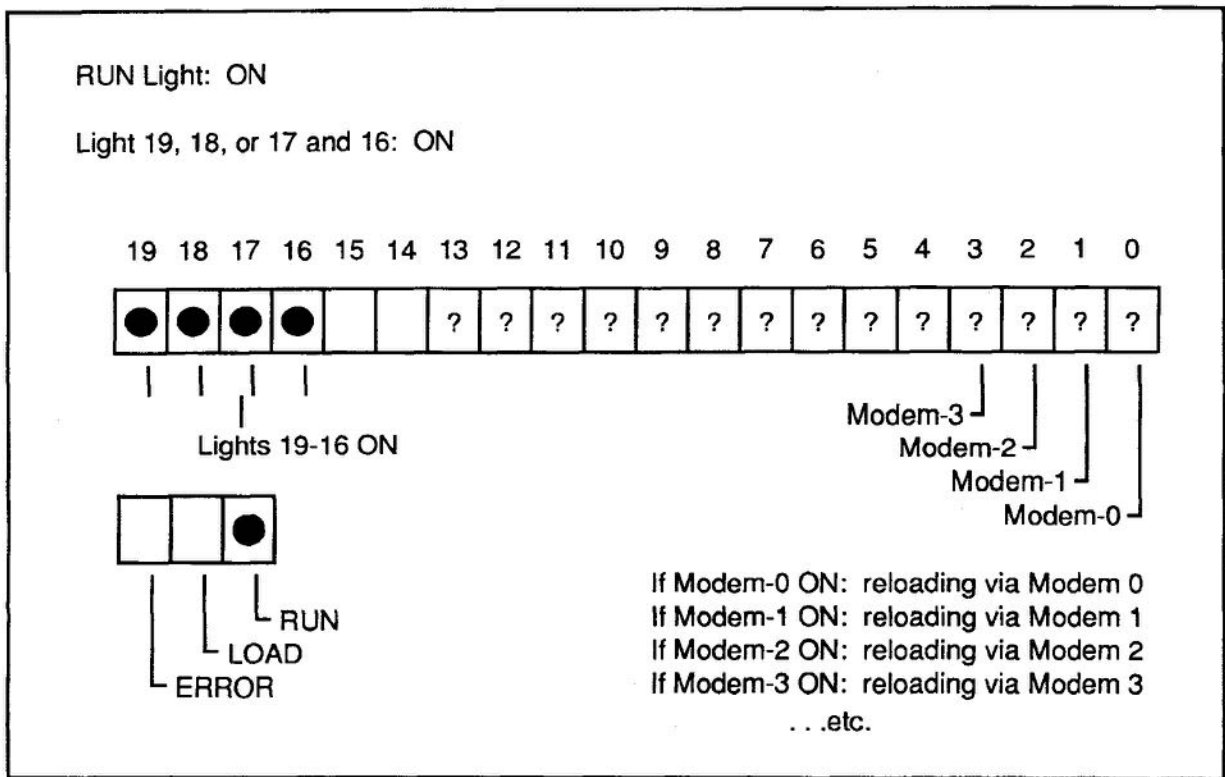 RUN Light: ON
Light 19, 18, or 17 and 16: ON
19 18 17 16 15 14 13 12 11 10 9 8 7 6 5 4 3 2 1 0
? ? ? ? ? ? ? ? ? ? ? ? ? ?
Lights 19-16 ON
Modem-3
Modem-2
Modem-1
Modem-0
RUN
LOAD
ERROR
If Modem-0 ON: reloading via Modem 0
If Modem-1 ON: reloading via Modem 1
If Modem-2 ON: reloading via Modem 2
If Modem-3 ON: reloading via Modem 3
. . .etc.